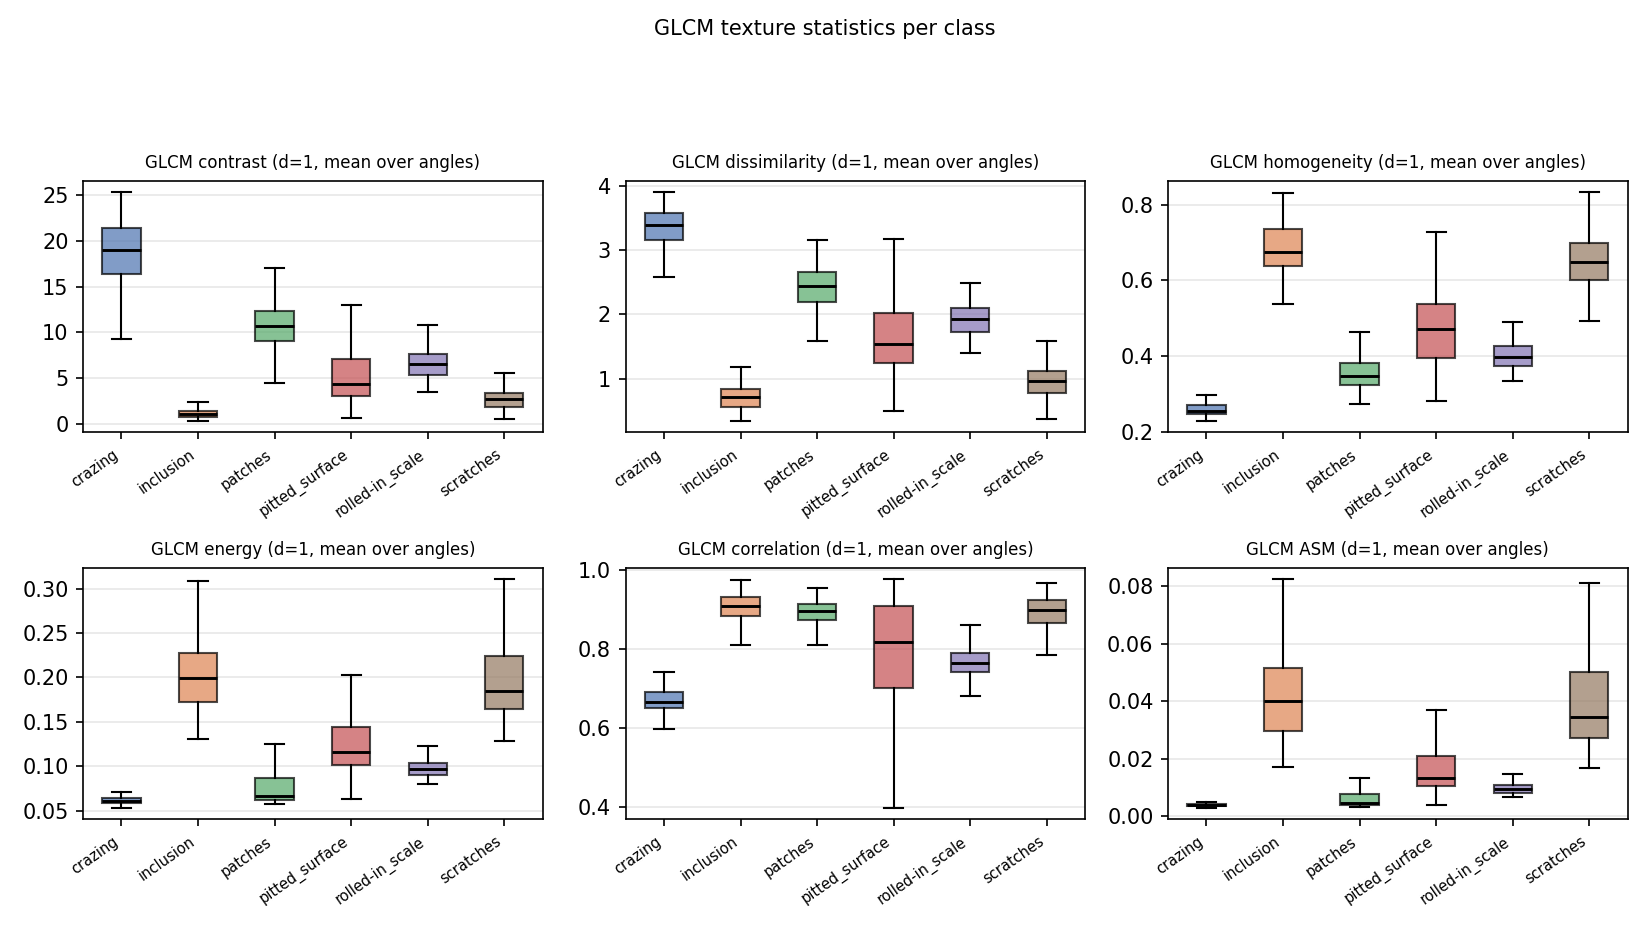 GLCM texture statistics per class
GLCM contrast (d=1, mean over angles)
25
20
15
10
5
0
crazing
inclusion
patches
pitted_surface
rolled-in_scale
scratches
GLCM dissimilarity (d=1, mean over angles)
4
3
2
1
crazing
inclusion
patches
pitted_surface
rolled-in_scale
scratches
GLCM homogeneity (d=1, mean over angles)
0.8
0.6
0.4
0.2
crazing
inclusion
patches
pitted_surface
rolled-in_scale
scratches
GLCM energy (d=1, mean over angles)
0.30
0.25
0.20
0.15
0.10
0.05
crazing
inclusion
patches
pitted_surface
rolled-in_scale
scratches
GLCM correlation (d=1, mean over angles)
1.0
0.8
0.6
0.4
crazing
inclusion
patches
pitted_surface
rolled-in_scale
scratches
GLCM ASM (d=1, mean over angles)
0.08
0.06
0.04
0.02
0.00
crazing
inclusion
patches
pitted_surface
rolled-in_scale
scratches